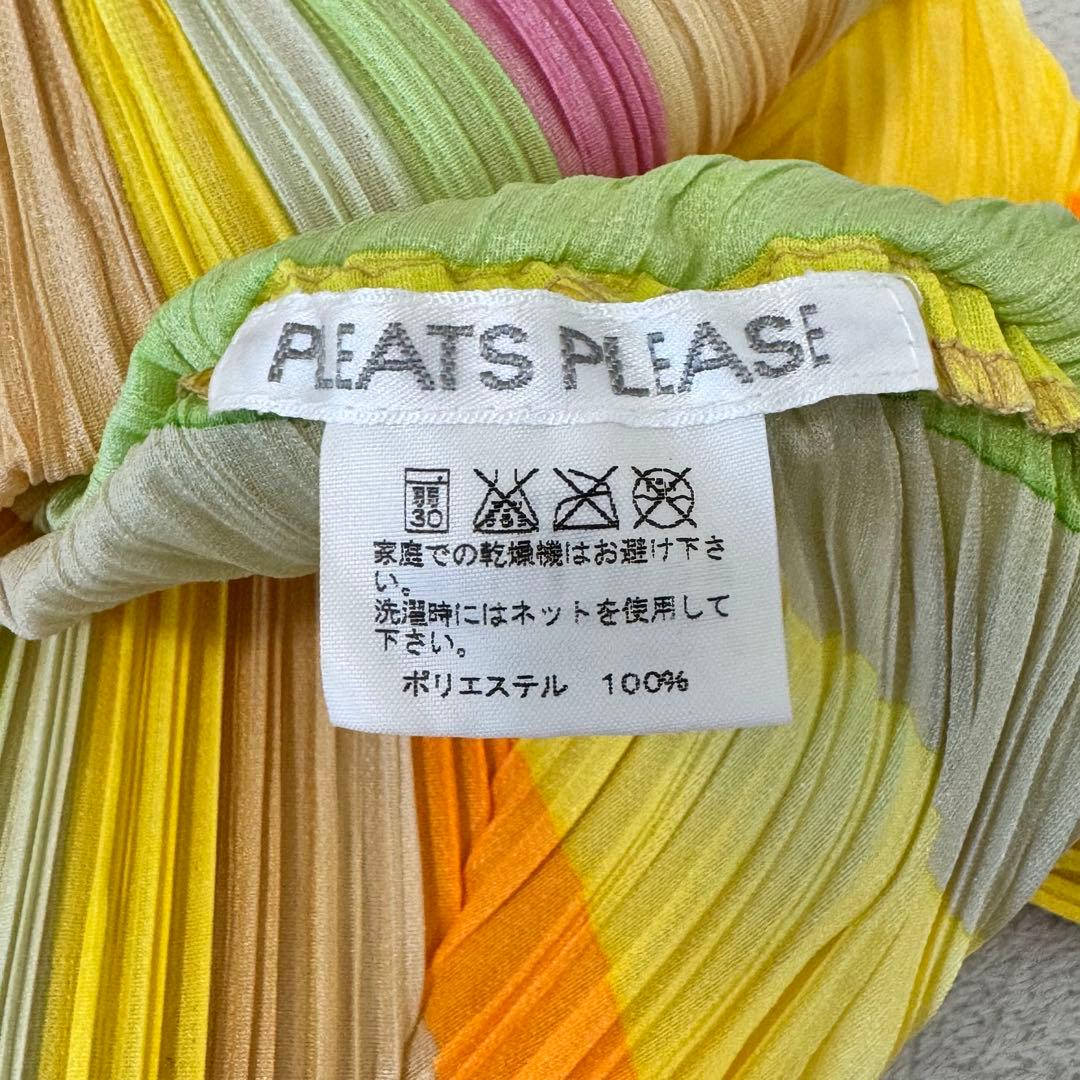 PLEATS PLEASE
弱
30
家庭での乾燥機はお避け下さ
い。
洗濯時にはネットを使用して
下さい。
ポリエステル 100%